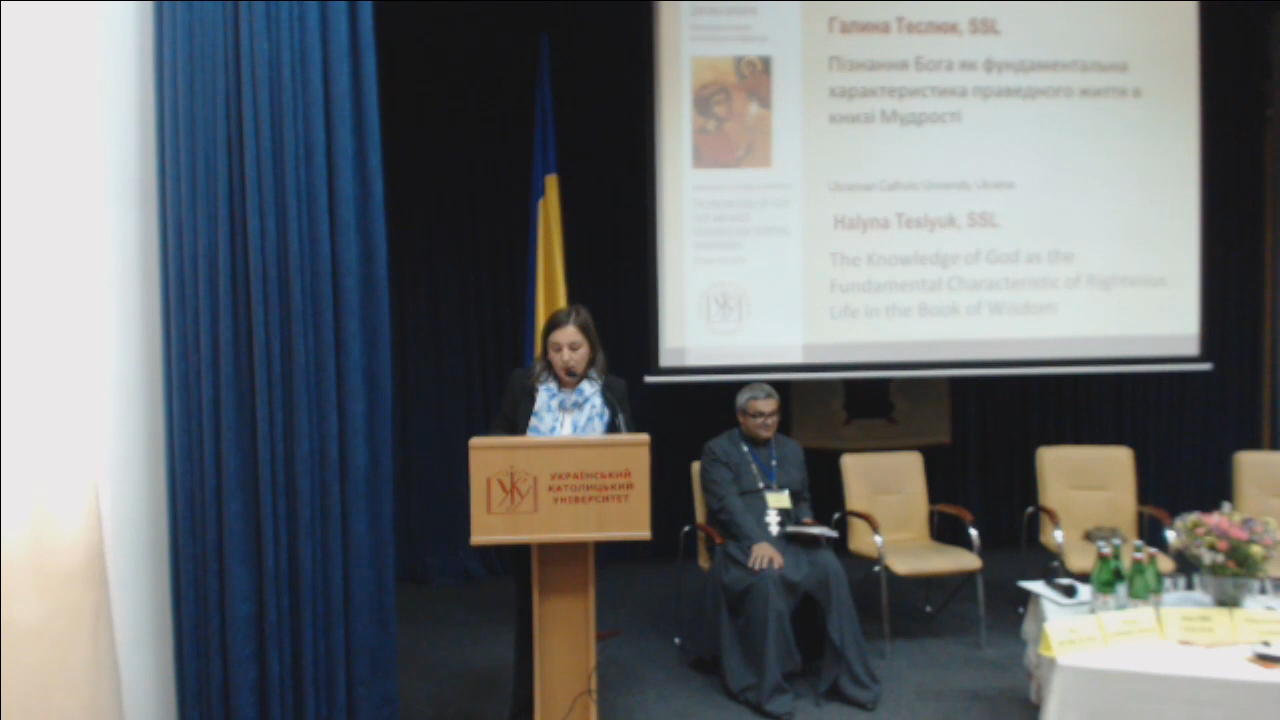 Галина Теслюк, SSL
Пізнання Бога як фундаментальна
характеристика праведного життя в
книзі Мудрості
Ukrainian Catholic University, Ukraine
Halyna Teslyuk, SSL
The Knowledge of God as the
Fundamental Characteristic of Righteous
Life in the Book of Wisdom
УКРАЇНСЬКИЙ
КАТОЛИЦЬКИЙ
УНІВЕРСИТЕТ